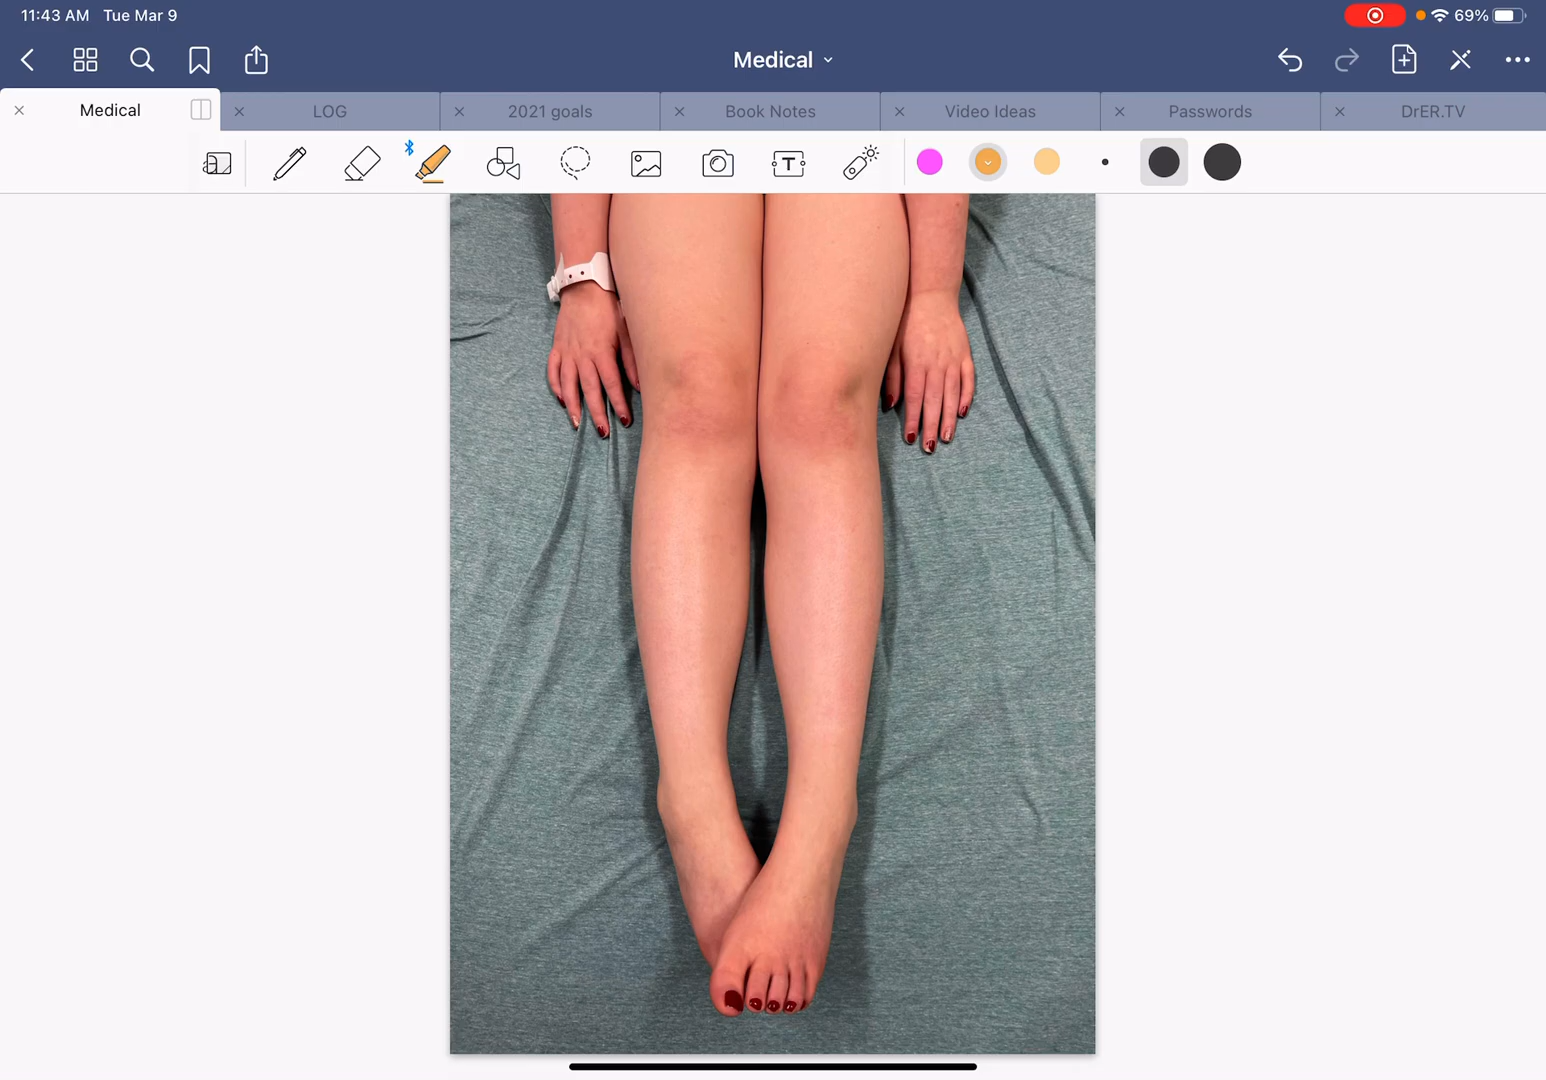 11:43 AM Tue Mar 9 69%
Medical
Medical LOG 2021 goals Book Notes Video Ideas Passwords DrER.TV
T